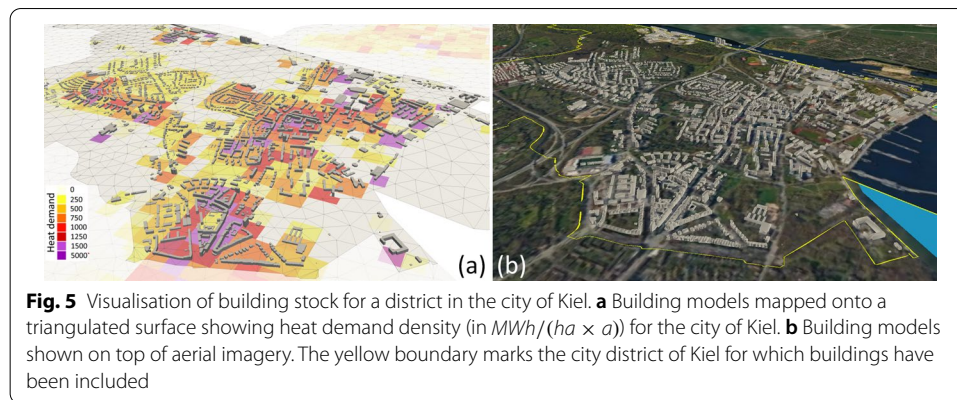 Heat demand
0
250
500
750
1000
1250
1500
5000+
(a) (b)
Fig. 5 Visualisation of building stock for a district in the city of Kiel. a Building models mapped onto a
triangulated surface showing heat demand density (in MWh/(ha × a)) for the city of Kiel. b Building models
shown on top of aerial imagery. The yellow boundary marks the city district of Kiel for which buildings have
been included